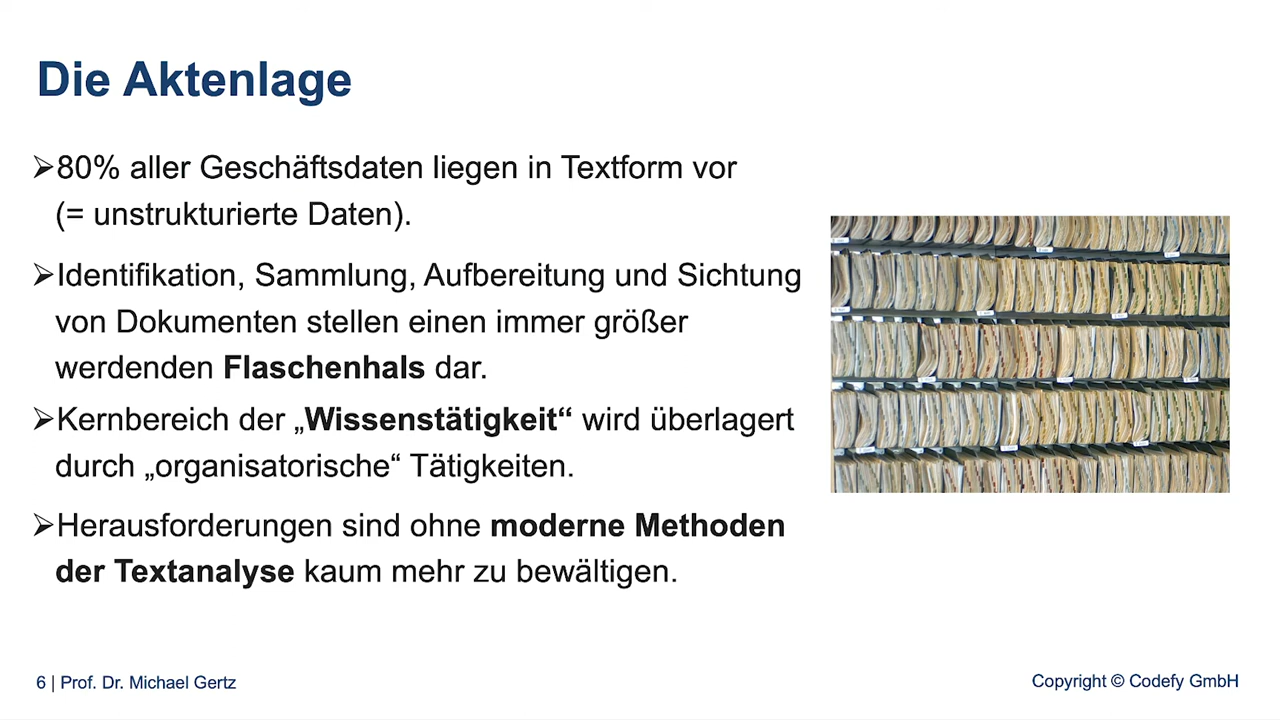 Die Aktenlage
➢80% aller Geschäftsdaten liegen in Textform vor
(= unstrukturierte Daten).
➢Identifikation, Sammlung, Aufbereitung und Sichtung
von Dokumenten stellen einen immer größer
werdenden Flaschenhals dar.
➢Kernbereich der „Wissenstätigkeit“ wird überlagert
durch „organisatorische“ Tätigkeiten.
➢Herausforderungen sind ohne moderne Methoden
der Textanalyse kaum mehr zu bewältigen.
6 | Prof. Dr. Michael Gertz
Copyright © Codefy GmbH